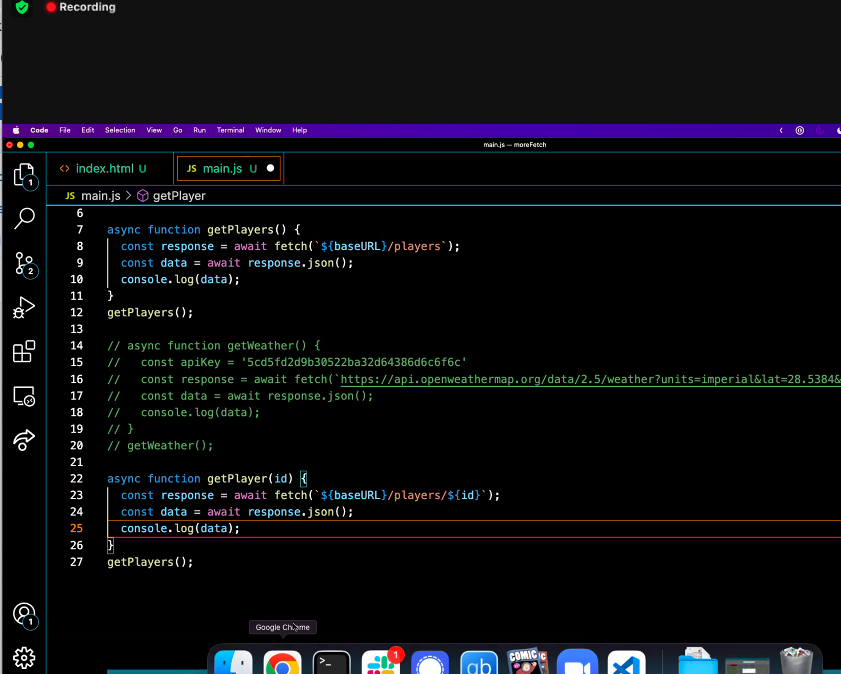 Recording
Code File Edit Selection View Go Run Terminal Window Help
main.js — moreFetch
index.html U
JS main.js U
JS main.js > getPlayer
6
7 async function getPlayers() {
8 const response = await fetch(`${baseURL}/players`);
9 const data = await response.json();
10 console.log(data);
11 }
12 getPlayers();
13
14 // async function getWeather() {
15 // const apiKey = '5cd5fd2d9b30522ba32d64386d6c6f6c'
16 // const response = await fetch(`https://api.openweathermap.org/data/2.5/weather?units=imperial&lat=28.5384&
17 // const data = await response.json();
18 // console.log(data);
19 // }
20 // getWeather();
21
22 async function getPlayer(id) {
23 const response = await fetch(`${baseURL}/players/${id}`);
24 const data = await response.json();
25 console.log(data);
26 }
27 getPlayers();
1
2
1
Google Chrome
1
COMIC